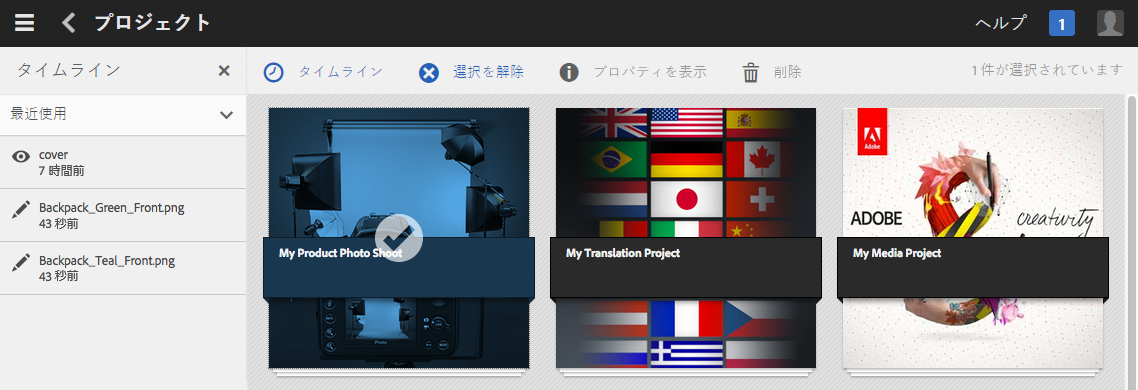 プロジェクト
ヘルプ
1
タイムライン
タイムライン
選択を解除
プロパティを表示
削除
1 件が選択されています
最近使用
cover
7 時間前
Backpack_Green_Front.png
43 秒前
Backpack_Teal_Front.png
43 秒前
My Product Photo Shoot
Photo
My Translation Project
Adobe
ADOBE
creativity
My Media Project